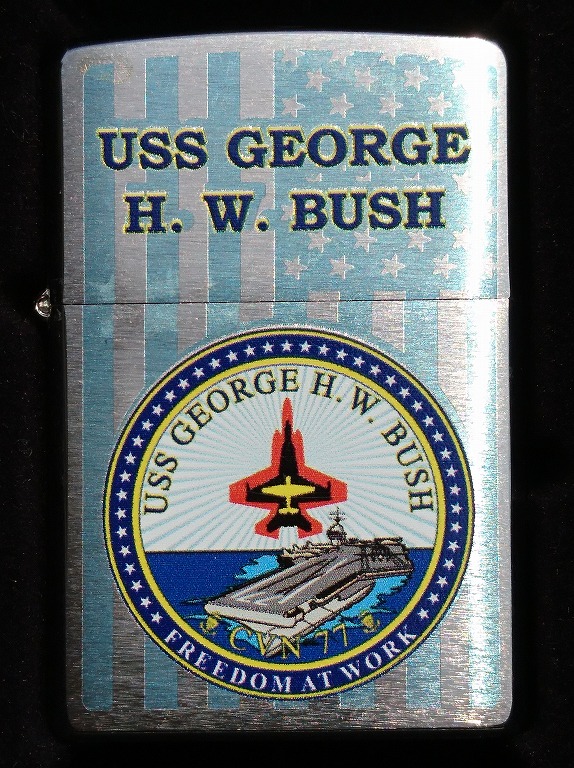 USS GEORGE
H. W. BUSH
USS GEORGE H. W. BUSH
CVN 77
FREEDOM AT WORK